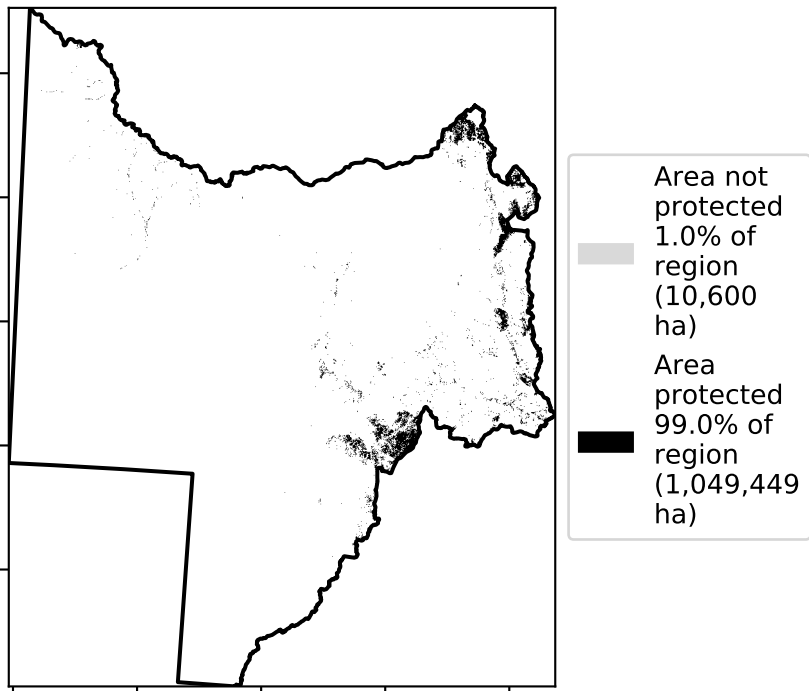 Area not
protected
1.0% of
region
(10,600
ha)
Area
protected
99.0% of
region
(1,049,449
ha)